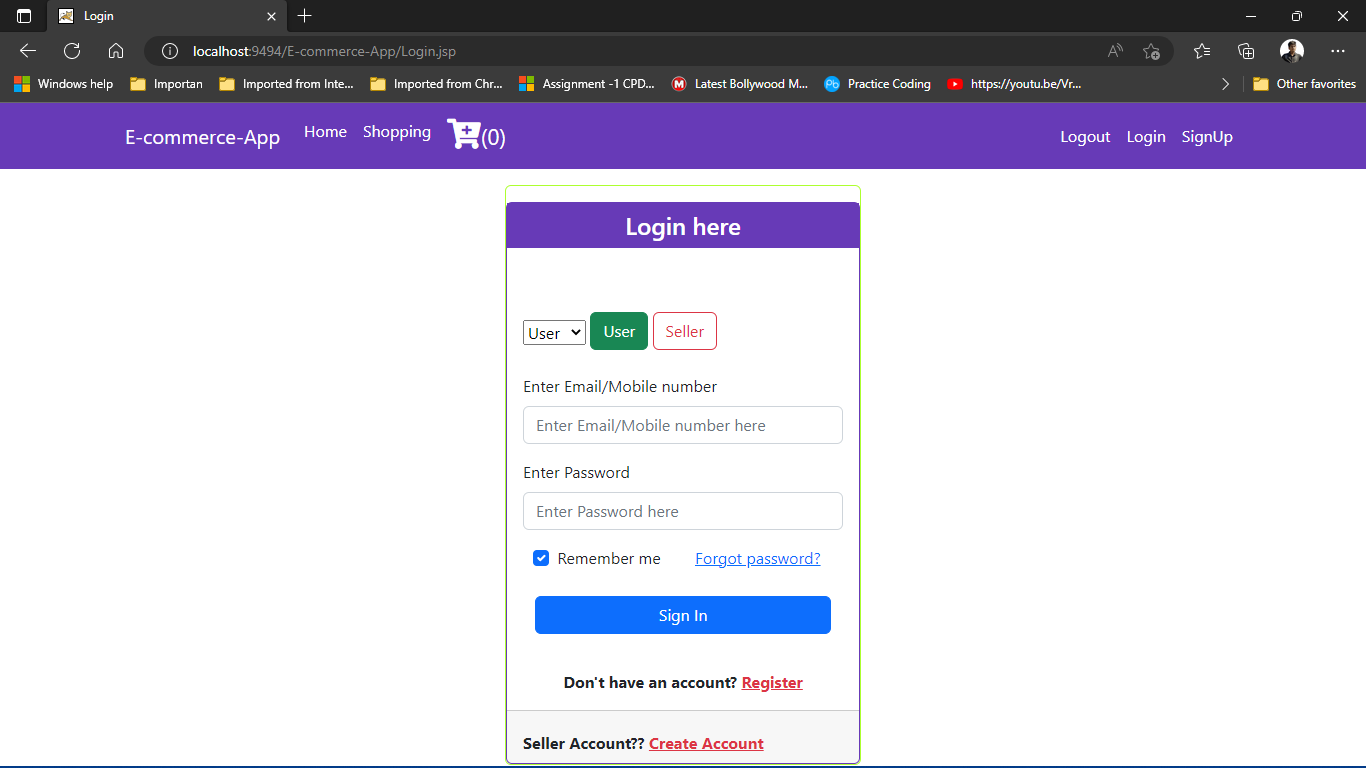 Login
localhost:9494/E-commerce-App/Login.jsp
Windows help Importan Imported from Inte... Imported from Chr... Assignment -1 CPD... Latest Bollywood M... Practice Coding https://youtu.be/Vr... Other favorites
E-commerce-App Home Shopping (0) Logout Login SignUp
Login here
User User Seller
Enter Email/Mobile number
Enter Email/Mobile number here
Enter Password
Enter Password here
Remember me Forgot password?
Sign In
Don't have an account? Register
Seller Account?? Create Account